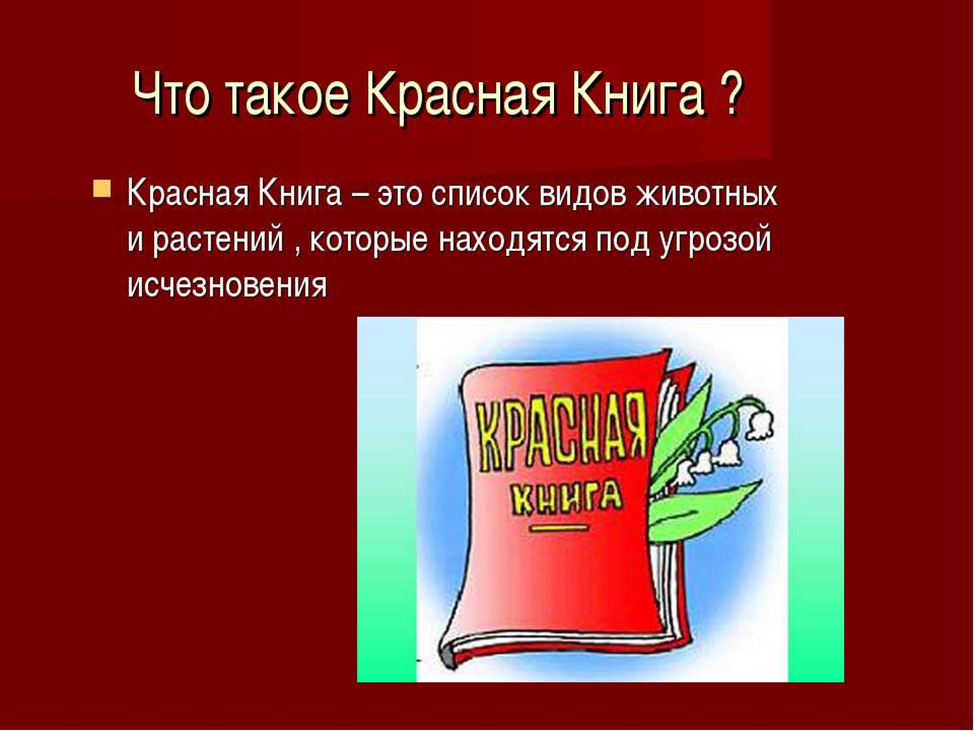 Что такое Красная Книга ?
Красная Книга – это список видов животных
и растений , которые находятся под угрозой
исчезновения
КРАСНАЯ
КНИГА